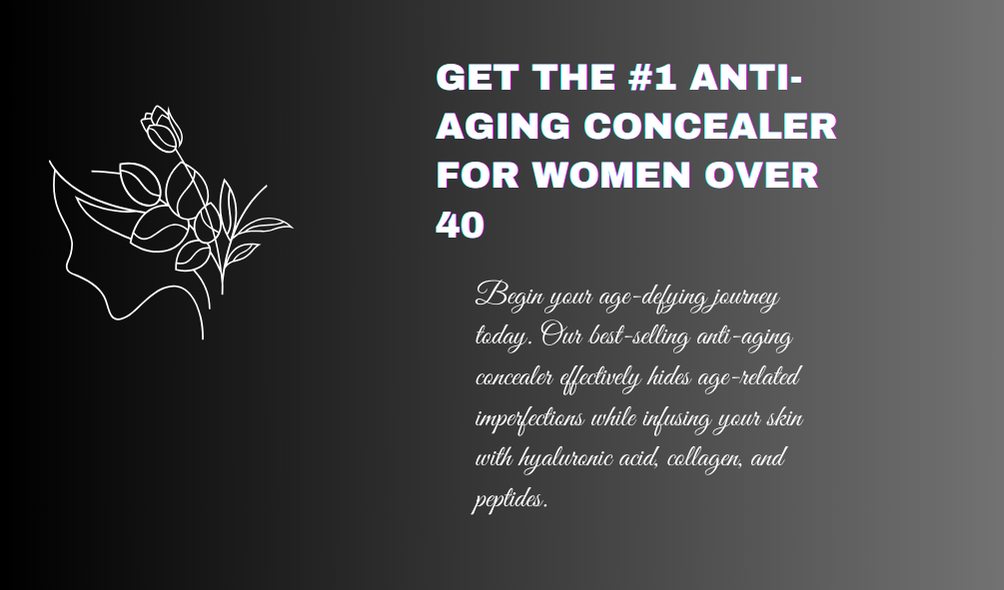 GET THE #1 ANTI-
AGING CONCEALER
FOR WOMEN OVER
40
Begin your age-defying journey
today. Our best-selling anti-aging
concealer effectively hides age-related
imperfections while infusing your skin
with hyaluronic acid, collagen, and
peptides.